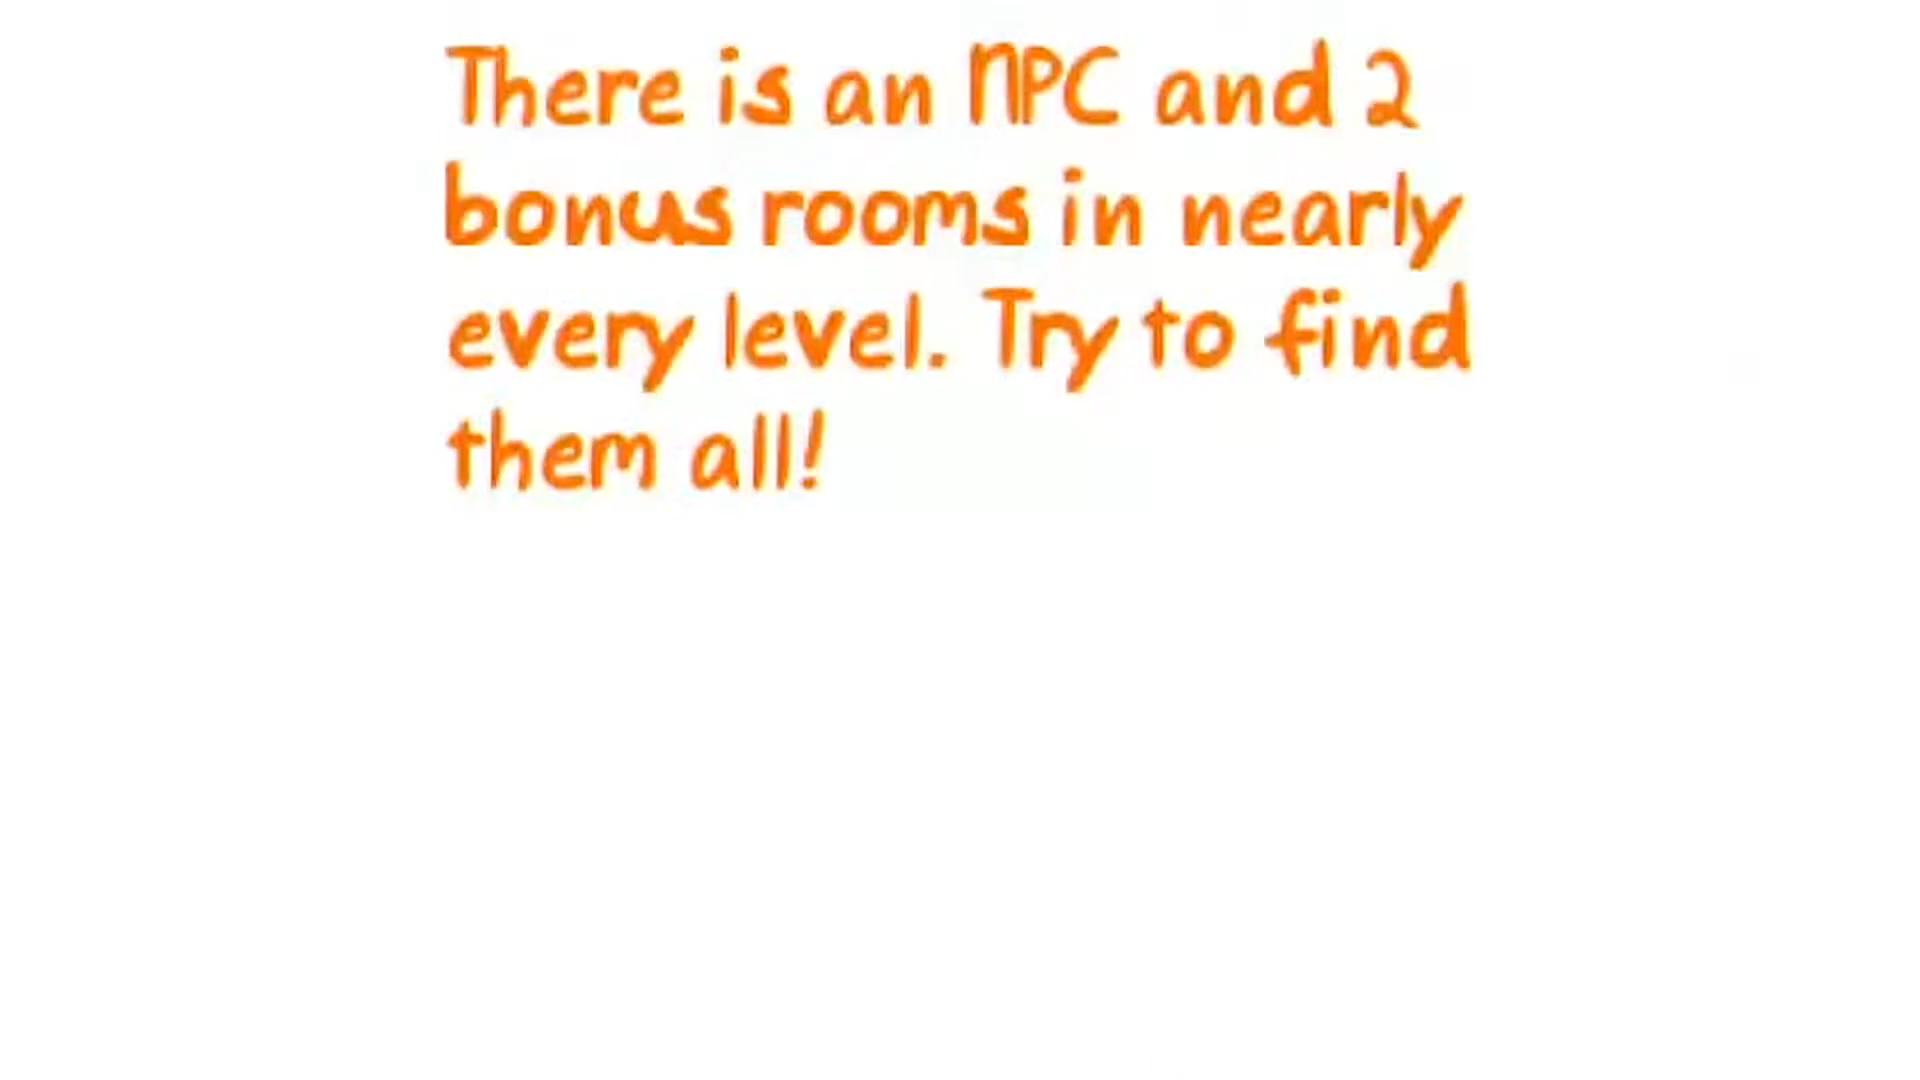 There is an NPC and 2
bonus rooms in nearly
every level. Try to find
them all!